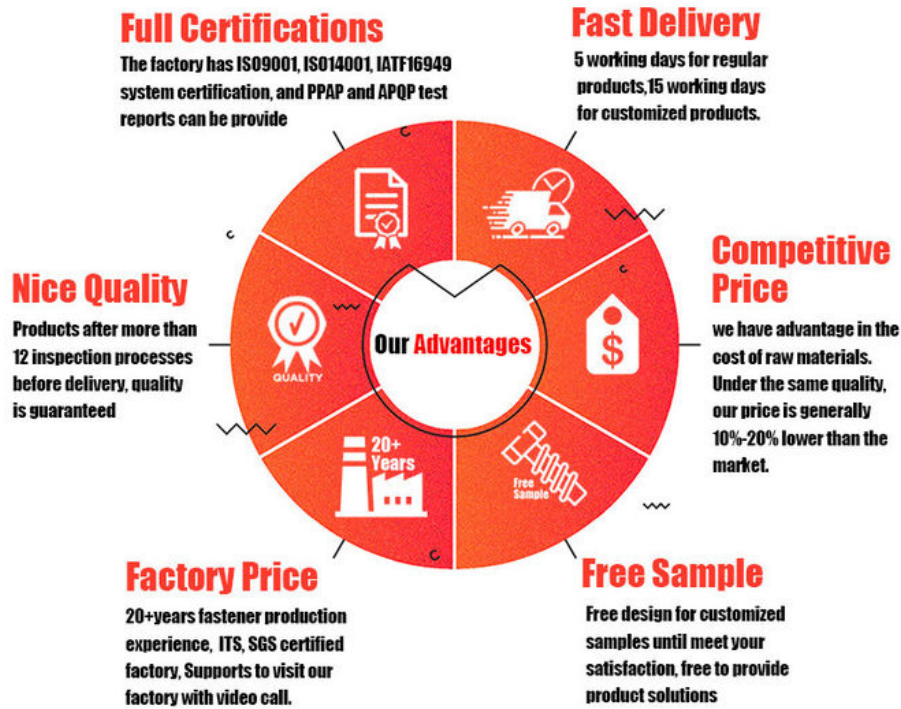 Full Certifications
The factory has ISO9001, ISO14001, IATF16949
system certification, and PPAP and APQP test
reports can be provide
Fast Delivery
5 working days for regular
products,15 working days
for customized products.
Nice Quality
Products after more than
12 inspection processes
before delivery, quality
is guaranteed
QUALITY
Our Advantages
$
Competitive
Price
we have advantage in the
cost of raw materials.
Under the same quality,
our price is generally
10%-20% lower than the
market.
20+
Years
Free
Sample
Factory Price
20+years fastener production
experience, ITS, SGS certified
factory, Supports to visit our
factory with video call.
Free Sample
Free design for customized
samples until meet your
satisfaction, free to provide
product solutions